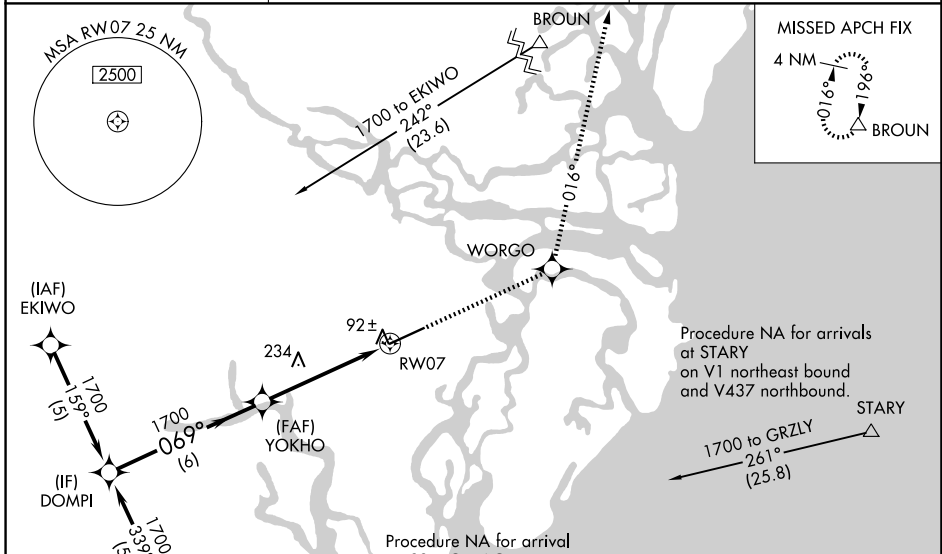 MSA RW07 25 NM
2500
BROUN
1700 to EKIWO
242°
(23.6)
016°
MISSED APCH FIX
4 NM
016°
196°
BROUN
WORGO
(IAF)
EKIWO
1700
159°
(5)
234
92±
RW07
Procedure NA for arrivals
at STARY
on V1 northeast bound
and V437 northbound.
STARY
1700 to GRZLY
261°
(25.8)
1700
069°
(6)
(FAF)
YOKHO
(IF)
DOMPI
1700
339°
Procedure NA for arrival